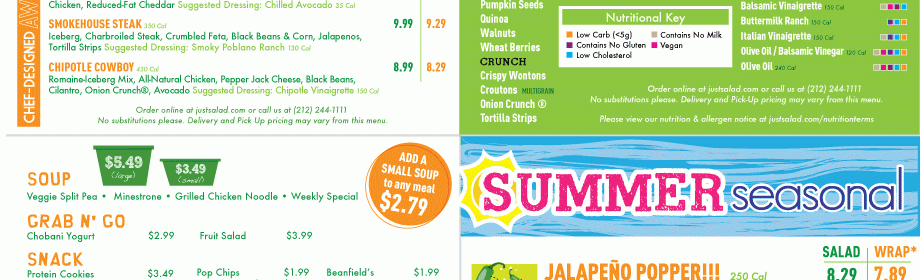 CHEF-DESIGNED
Chicken, Reduced-Fat Cheddar Suggested Dressing: Chilled Avocado 35 Cal
SMOKEHOUSE STEAK 350 Cal 9.99 9.29
Iceberg, Charbroiled Steak, Crumbled Feta, Black Beans & Corn, Jalapenos,
Tortilla Strips Suggested Dressing: Smoky Poblano Ranch 130 Cal
CHIPOTLE COWBOY 430 Cal 8.99 8.29
Romaine-Iceberg Mix, All-Natural Chicken, Pepper Jack Cheese, Black Beans,
Cilantro, Onion Crunch®, Avocado Suggested Dressing: Chipotle Vinaigrette 150 Cal
Order online at justsalad.com or call us at (212) 244-1111
No substitutions please. Delivery and Pick Up pricing may vary from this menu.
Pumpkin Seeds
Quinoa
Walnuts
Wheat Berries
CRUNCH
Crispy Wontons
Croutons MULTIGRAIN
Onion Crunch ®
Tortilla Strips
Nutritional Key
Low Carb (<5g) Contains No Milk
Contains No Gluten Vegan
Low Cholesterol
Balsamic Vinaigrette 150 Cal
Buttermilk Ranch 150 Cal
Italian Vinaigrette 150 Cal
Olive Oil / Balsamic Vinegar 120 Cal
Olive Oil 240 Cal
Order online at justsalad.com or call us at (212) 244-1111
No substitutions please. Delivery and Pick-Up pricing may vary from this menu.
Please view our nutrition & allergen notice at justsalad.com/nutritionterms
SOUP
$5.49
(large)
$3.49
(small)
Veggie Split Pea • Minestrone • Grilled Chicken Noodle • Weekly Special
ADD A
SMALL SOUP
to any meal
$2.79
GRAB N' GO
Chobani Yogurt $2.99 Fruit Salad $3.99
SNACK
Protein Cookies $3.49 Pop Chips $1.99 Beanfield's $1.99
SUMMER seasonal
SALAD WRAP*
JALAPEÑO POPPER!!! 250 Cal 8.29 7.89